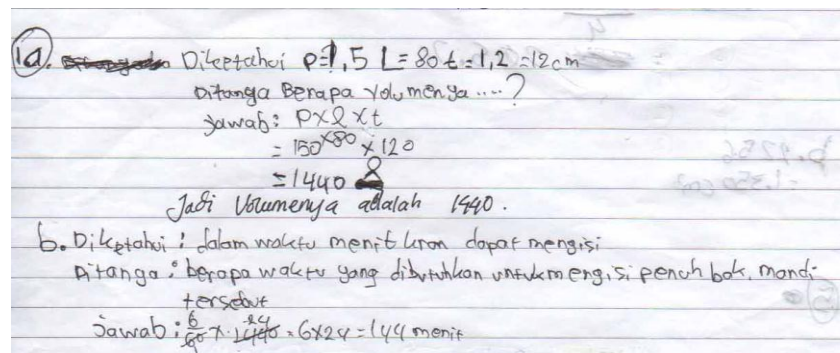 1a. Diketahui P=1,5 L=80 t=1,2=12cm
Ditanya Berapa Volumenya....?
Jawab: P×l×t
= 150×80×120
= 1440
Jadi Volumenya adalah 1440.
b. Diketahui : dalam waktu menit kran dapat mengisi
Ditanya : berapa waktu yang dibutuhkan untuk mengisi penuh bak mandi
tersebut
Jawab : 6/60 × 1440 = 6×24 = 144 menit